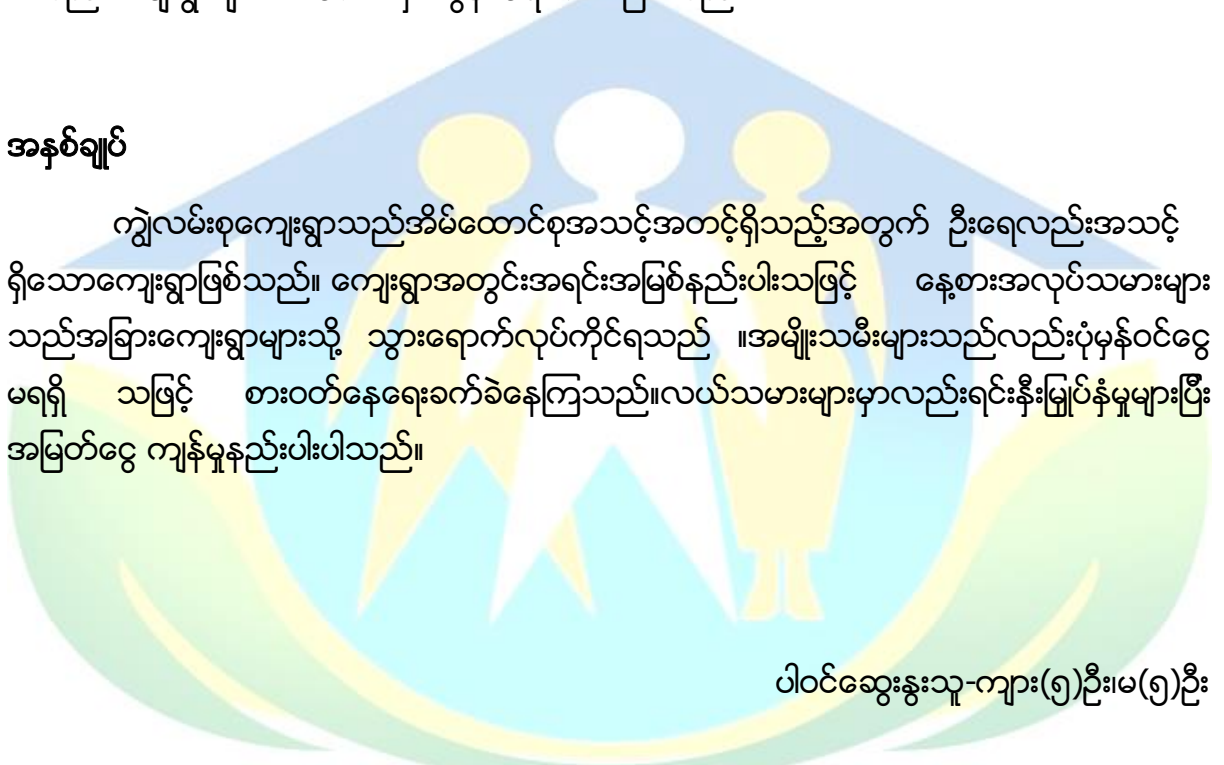 အနှစ်ချုပ်
ကျွဲလမ်းစုကျေးရွာသည်အိမ်ထောင်စုအသင့်အတင့်ရှိသည့်အတွက် ဦးရေလည်းအသင့်
ရှိသောကျေးရွာဖြစ်သည်။ ကျေးရွာအတွင်းအရင်းအမြစ်နည်းပါးသဖြင့် နေ့စားအလုပ်သမားများ
သည်အခြားကျေးရွာများသို့ သွားရောက်လုပ်ကိုင်ရသည် ။အမျိုးသမီးများသည်လည်းပုံမှန်ဝင်ငွေ
မရရှိ သဖြင့် စားဝတ်နေရေးခက်ခဲနေကြသည်။လယ်သမားများမှာလည်းရင်းနှီးမြှုပ်နှံမှုများပြီး
အမြတ်ငွေ ကျန်မှုနည်းပါးပါသည်။
ပါဝင်ဆွေးနွေးသူ-ကျား(၅)ဦး၊မ(၅)ဦး